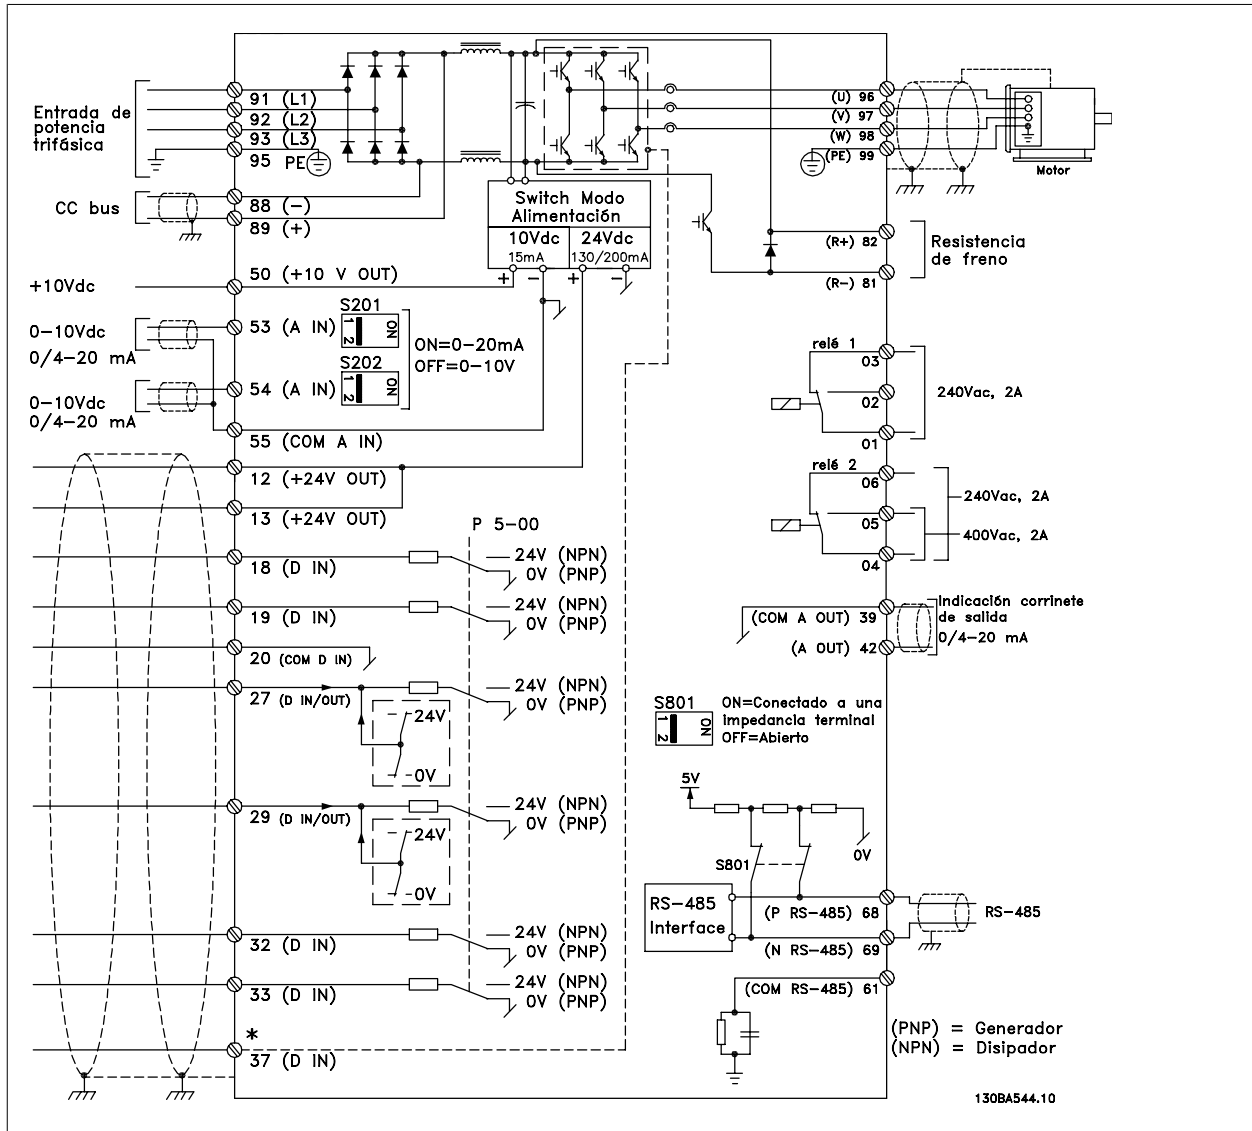 Entrada de
potencia
trifásica
91 (L1)
92 (L2)
93 (L3)
95 PE
CC bus
88 (−)
89 (+)
+10Vdc
50 (+10 V OUT)
0−10Vdc
0/4−20 mA
53 (A IN)
S201
1 2
ON
S202
1 2
ON
ON=0−20mA
OFF=0−10V
0−10Vdc
0/4−20 mA
54 (A IN)
55 (COM A IN)
12 (+24V OUT)
13 (+24V OUT)
Switch Modo
Alimentación
10Vdc
15mA
24Vdc
130/200mA
+ − + −
P 5-00
18 (D IN)
24V (NPN)
0V (PNP)
19 (D IN)
24V (NPN)
0V (PNP)
20 (COM D IN)
27 (D IN/OUT)
24V (NPN)
0V (PNP)
24V
0V
29 (D IN/OUT)
24V (NPN)
0V (PNP)
24V
0V
32 (D IN)
24V (NPN)
0V (PNP)
33 (D IN)
24V (NPN)
0V (PNP)
*
37 (D IN)
(U) 96
(V) 97
(W) 98
(PE) 99
Motor
(R+) 82
(R−) 81
Resistencia
de freno
relé 1
03
02
01
240Vac, 2A
relé 2
06
05
04
240Vac, 2A
400Vac, 2A
(COM A OUT) 39
(A OUT) 42
Indicación corrinete
de salida
0/4−20 mA
S801
1 2
ON
ON=Conectado a una
impedancia terminal
OFF=Abierto
5V
S801
0V
RS−485
Interface
(P RS−485) 68
(N RS−485) 69
(COM RS−485) 61
RS−485
(PNP) = Generador
(NPN) = Disipador
130BA544.10